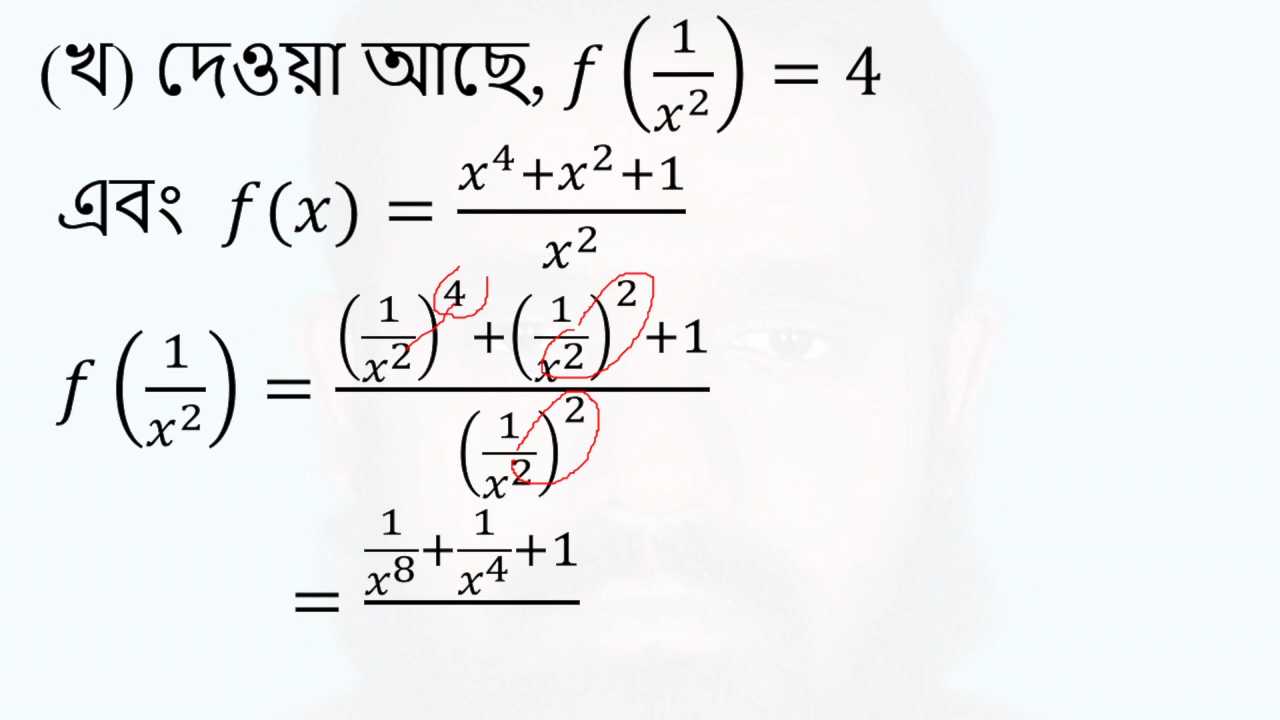 (খ) দেওয়া আছে, f(1/x²) = 4
এবং f(x) = (x⁴+x²+1)/x²
f(1/x²) = ((1/x²)⁴+(1/x²)²+1)/(1/x²)²
= (1/x⁸+1/x⁴+1)/